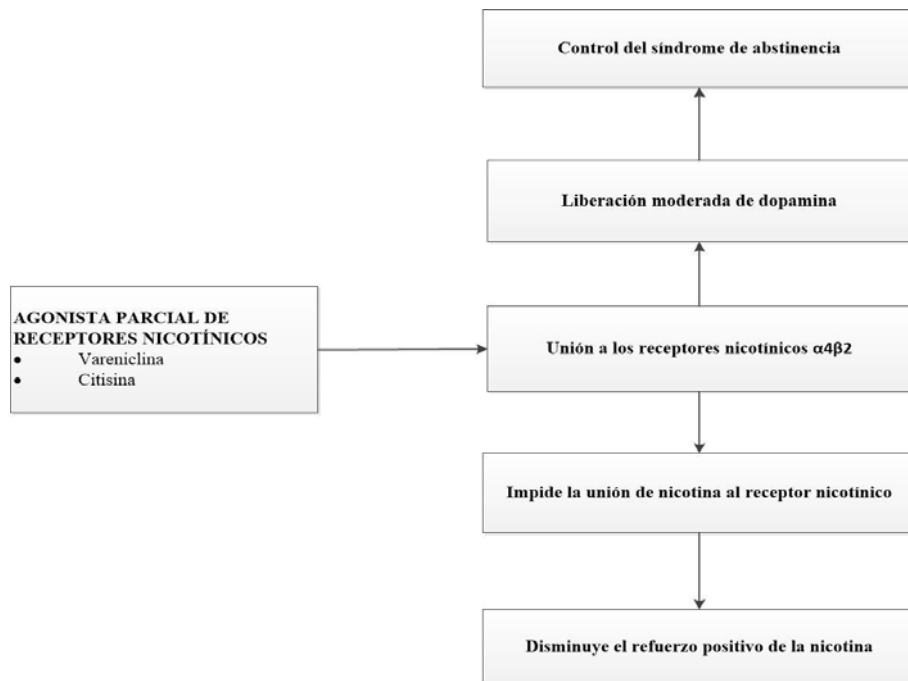 Control del síndrome de abstinencia
Liberación moderada de dopamina
AGONISTA PARCIAL DE
RECEPTORES NICOTÍNICOS
• Vareniclina
• Citisina
Unión a los receptores nicotínicos α4β2
Impide la unión de nicotina al receptor nicotínico
Disminuye el refuerzo positivo de la nicotina